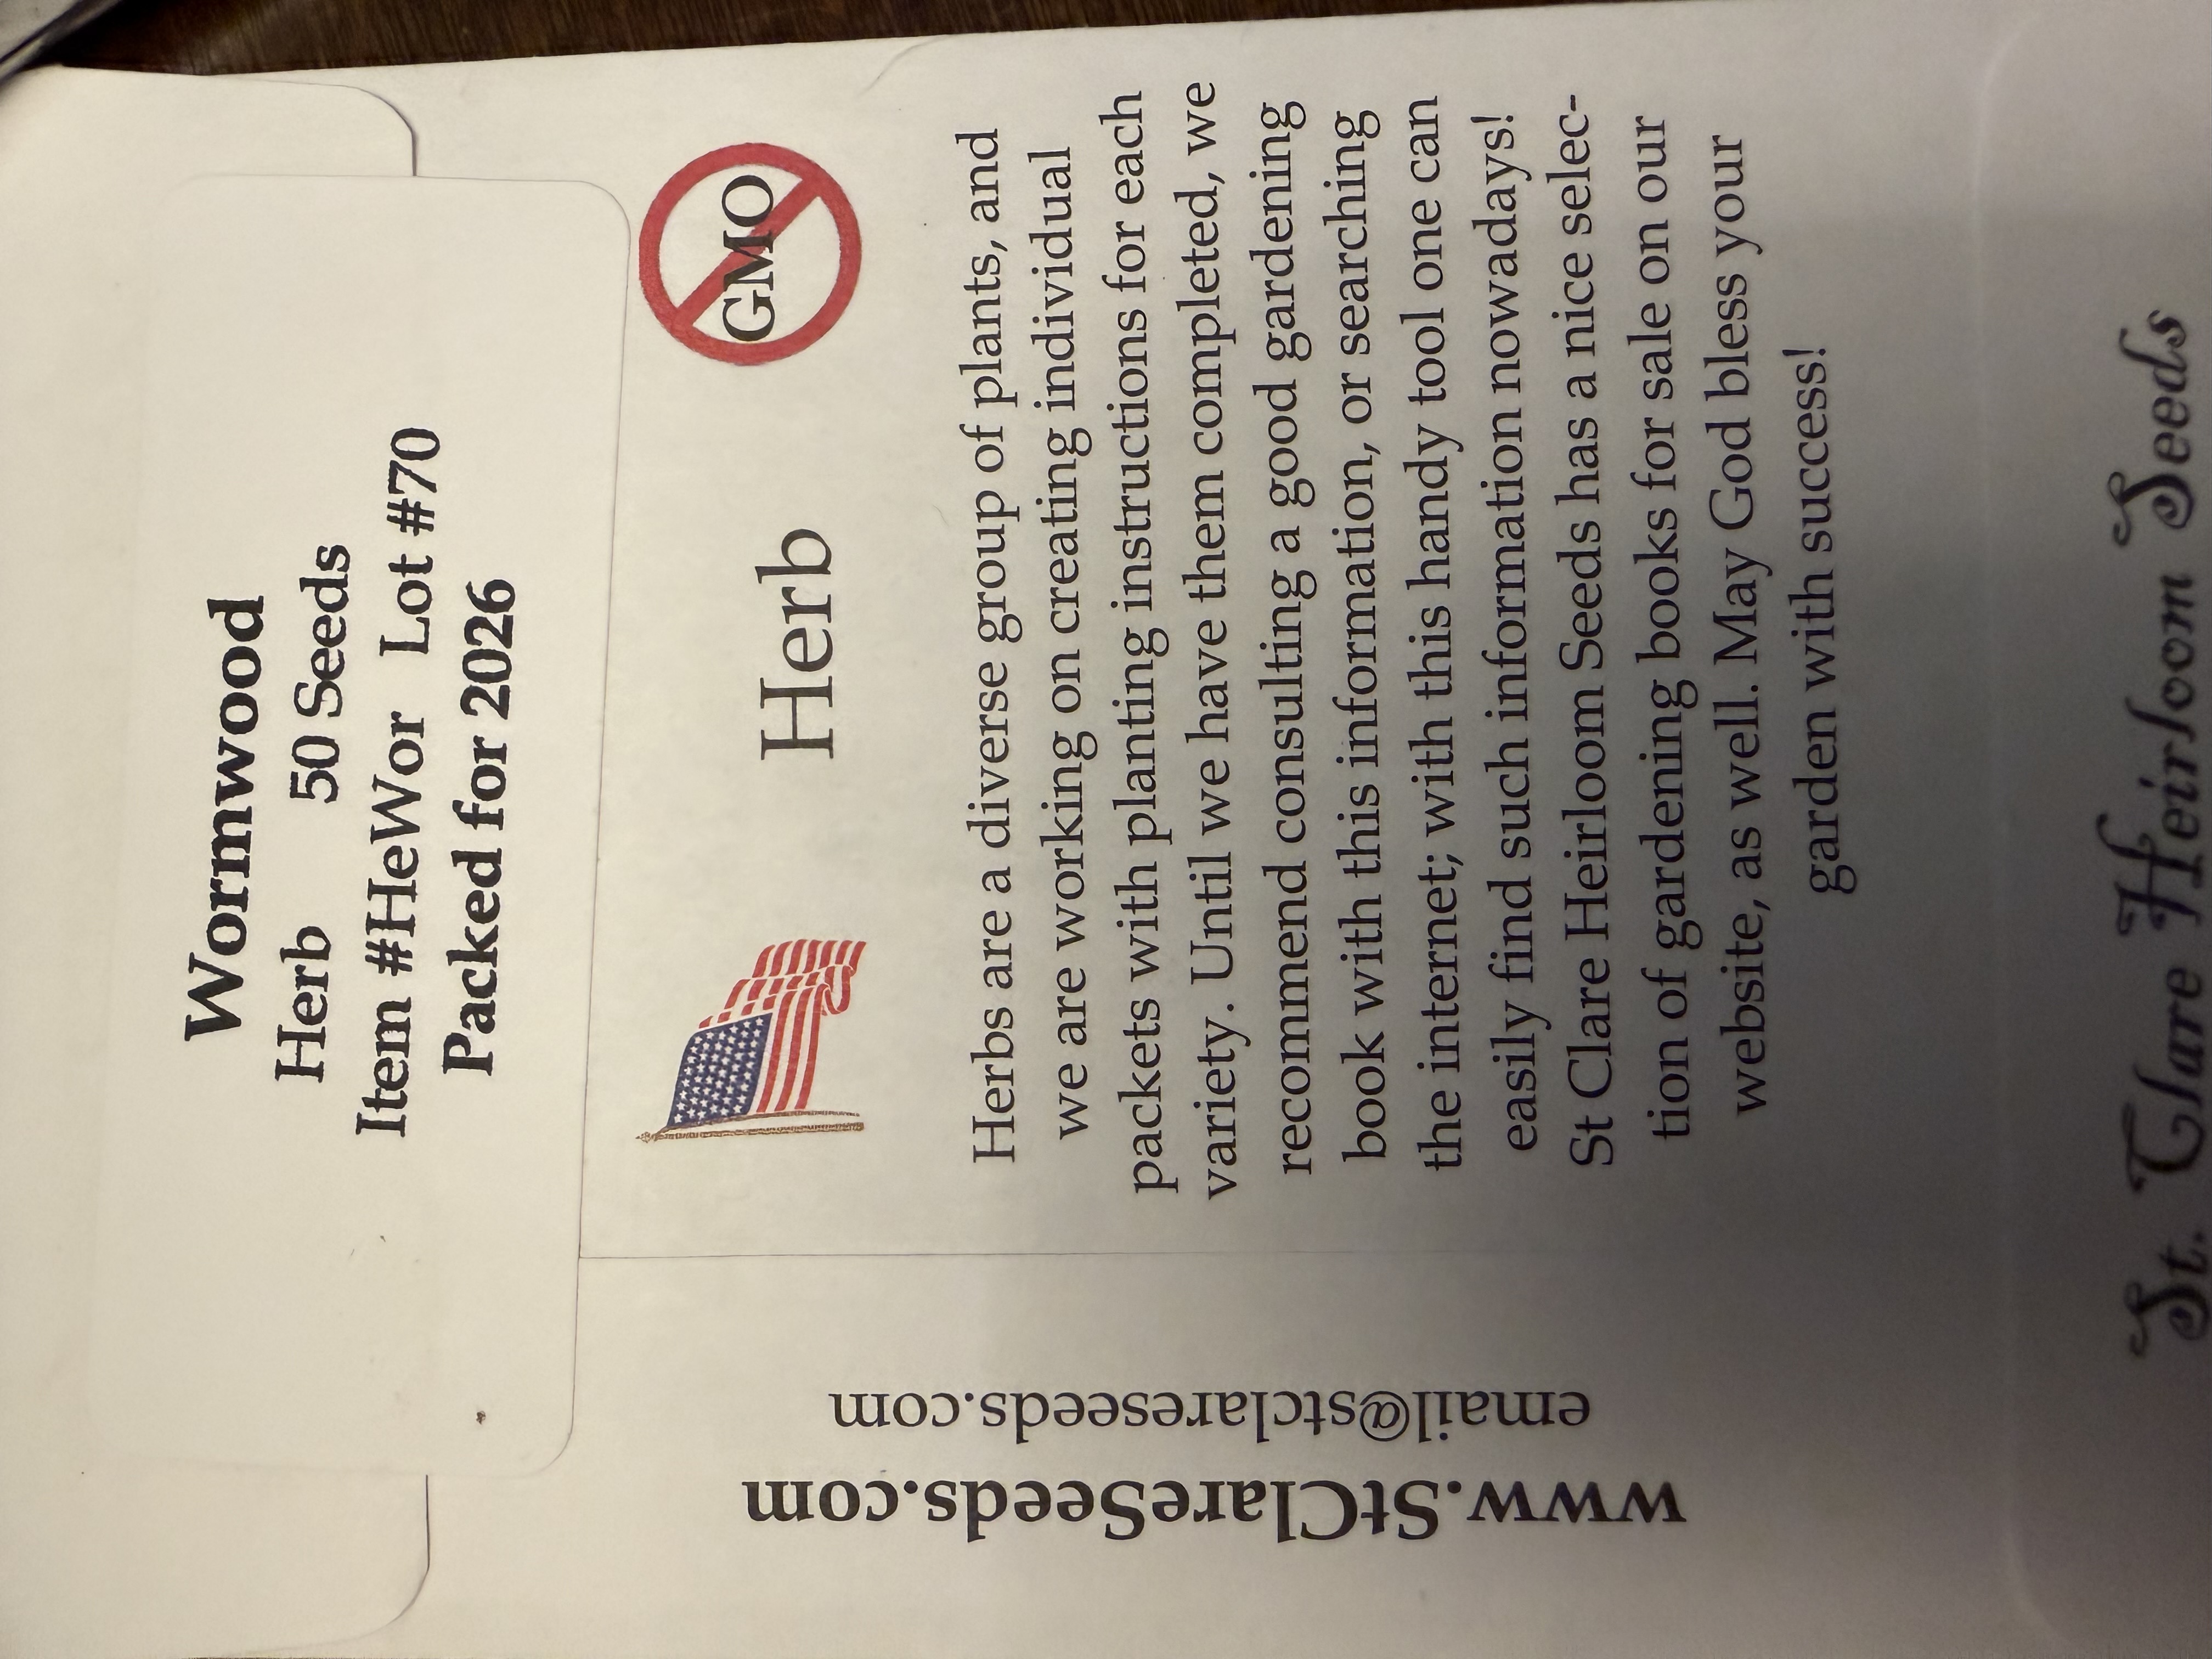 Wormwood
Herb 50 Seeds
Item #HeWor Lot #70
Packed for 2026
GMO
Herb
Herbs are a diverse group of plants, and
we are working on creating individual
packets with planting instructions for each
variety. Until we have them completed, we
recommend consulting a good gardening
book with this information, or searching
the internet; with this handy tool one can
easily find such information nowadays!
St Clare Heirloom Seeds has a nice selec-
tion of gardening books for sale on our
website, as well. May God bless your
garden with success!
St. Clare Heirloom Seeds
www.StClareSeeds.com
email@stclareseeds.com